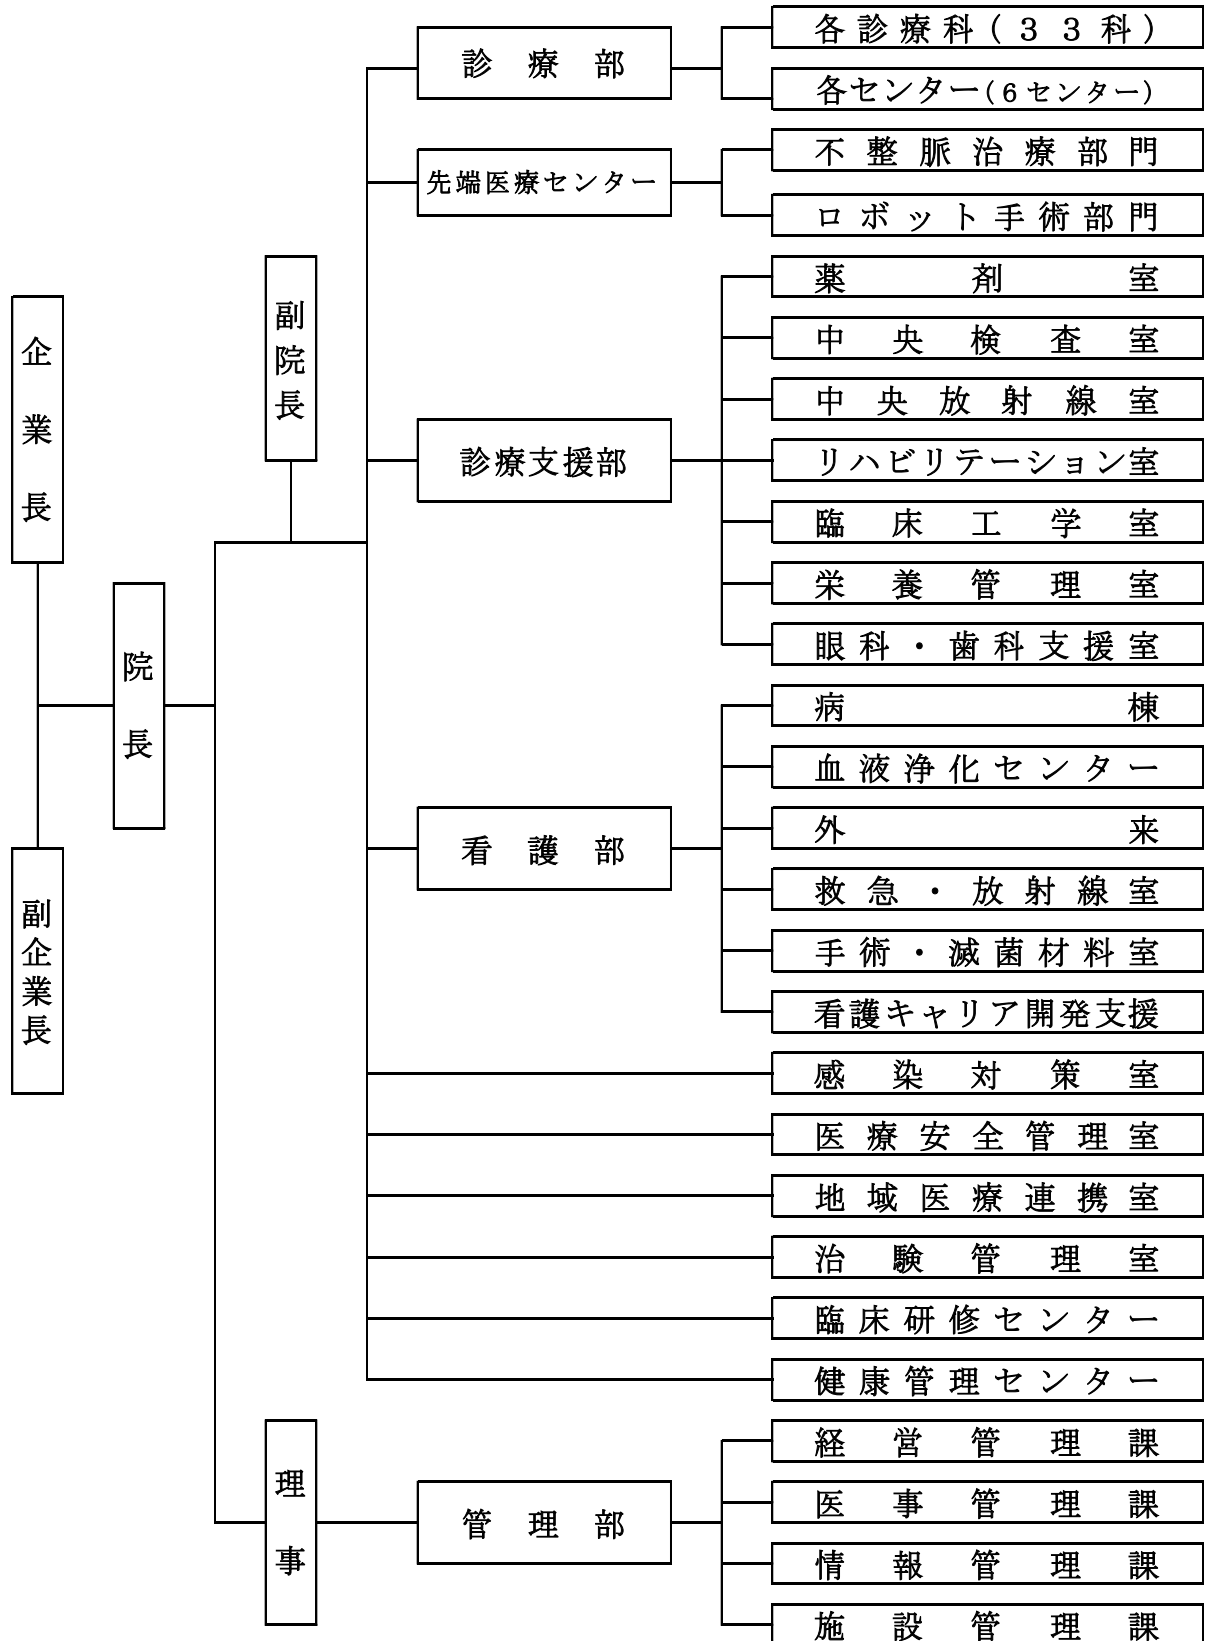 企業長
副企業長
院長
副院長
理事
診療部
各診療科(33科)
各センター(6センター)
先端医療センター
不整脈治療部門
ロボット手術部門
診療支援部
薬剤室
中央検査室
中央放射線室
リハビリテーション室
臨床工学室
栄養管理室
眼科・歯科支援室
看護部
病棟
血液浄化センター
外来
救急・放射線室
手術・滅菌材料室
看護キャリア開発支援
感染対策室
医療安全管理室
地域医療連携室
治験管理室
臨床研修センター
健康管理センター
管理部
経営管理課
医事管理課
情報管理課
施設管理課